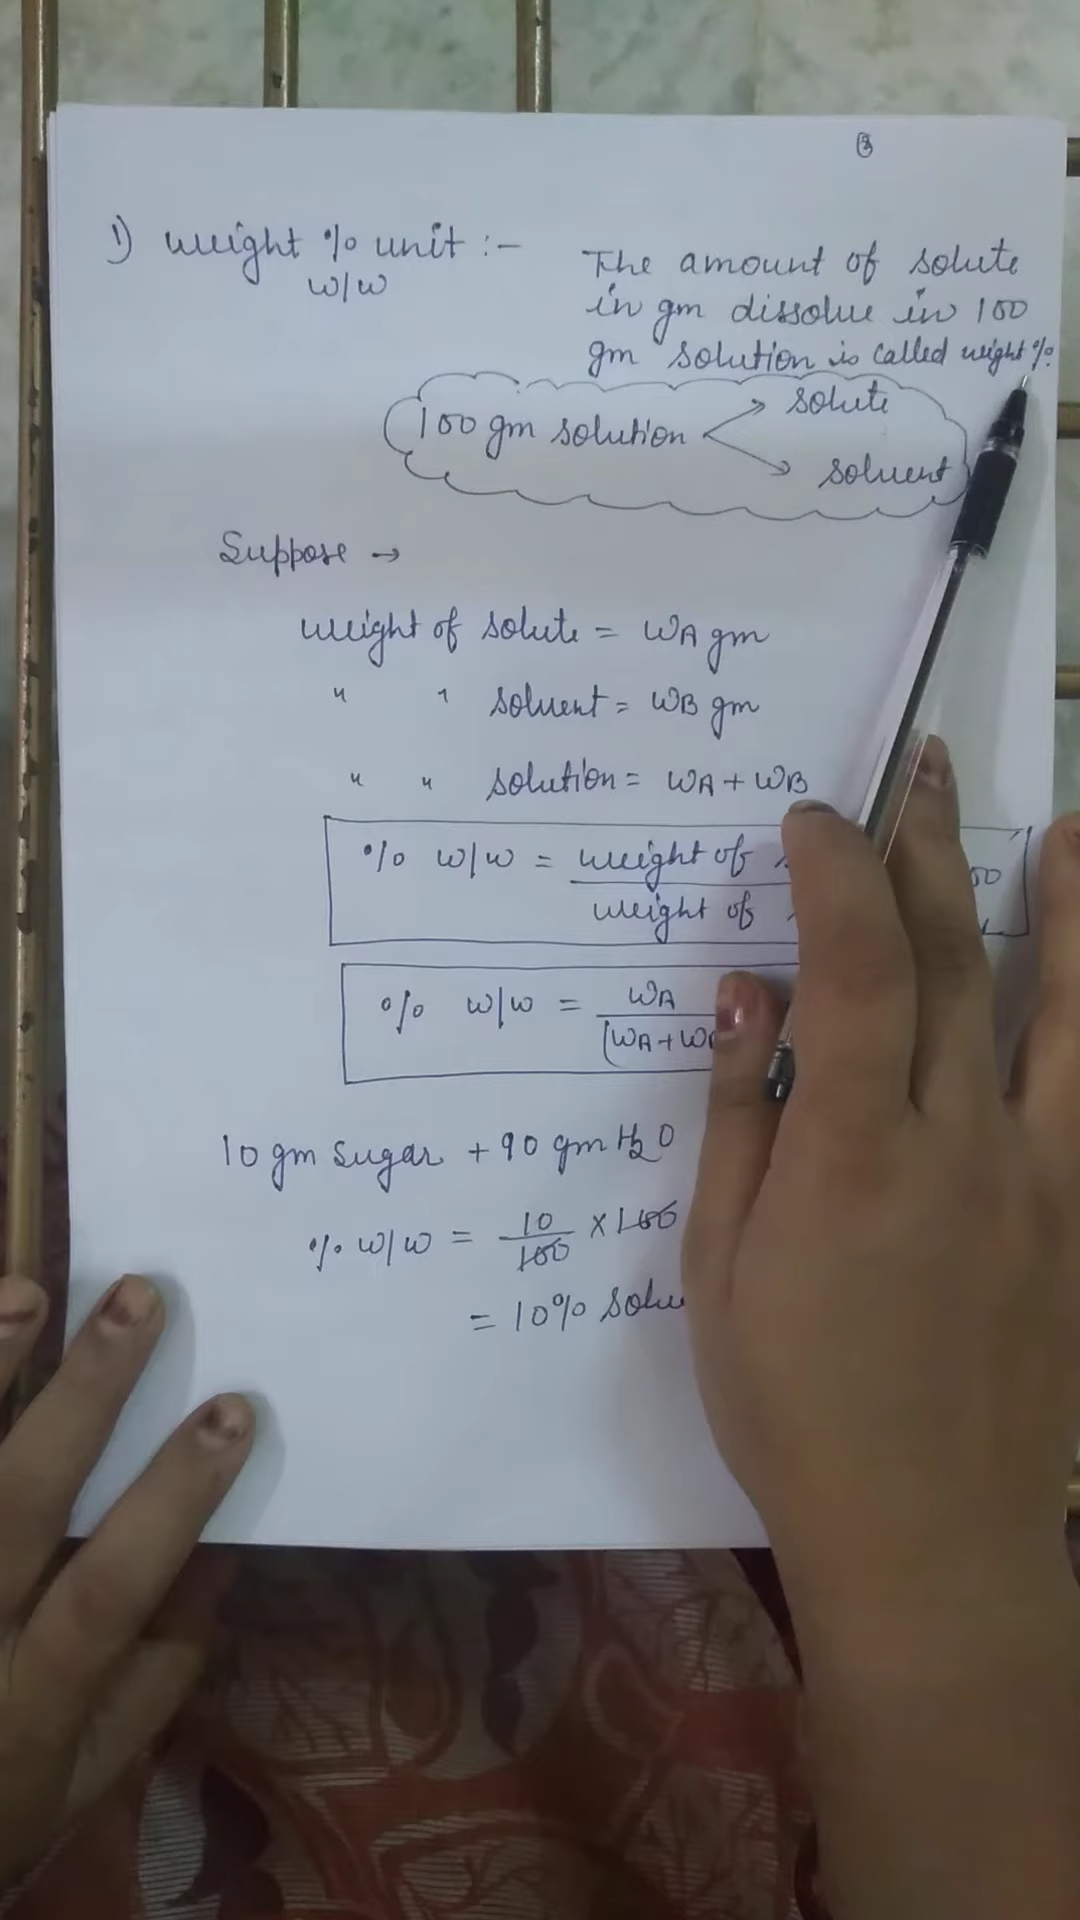 3
1) weight % unit :-
w/w
The amount of solute
in gm dissolve in 100
gm solution is called weight %
100 gm solution → solute
→ solvent
Suppose →
weight of solute = WA gm
" " solvent = WB gm
" " solution = WA + WB
% w/w = weight of
weight of
% w/w = WA
(WA + W
10 gm sugar + 90 gm H2O
% w/w = 10/100 × 100
= 10% solu